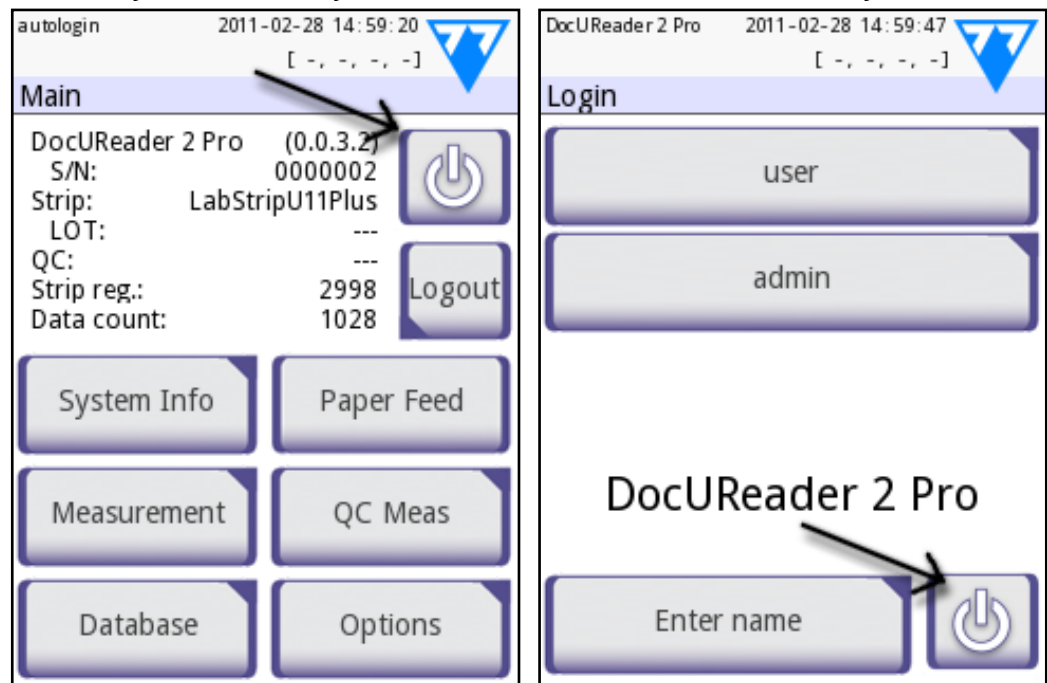 autologin 2011-02-28 14:59:20
[ -, -, -, -]
Main
DocUReader 2 Pro (0.0.3.2)
S/N: 0000002
Strip: LabStripU11Plus
LOT: ---
QC: ---
Strip reg.: 2998
Data count: 1028
Logout
System Info Paper Feed
Measurement QC Meas
Database Options
DocUReader 2 Pro 2011-02-28 14:59:47
[ -, -, -, -]
Login
user
admin
DocUReader 2 Pro
Enter name